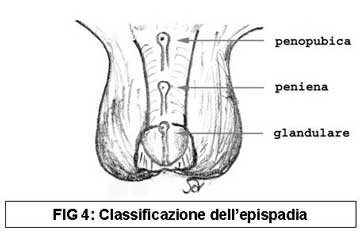 penopubica
peniena
glandulare
FIG 4: Classificazione dell'epispadia